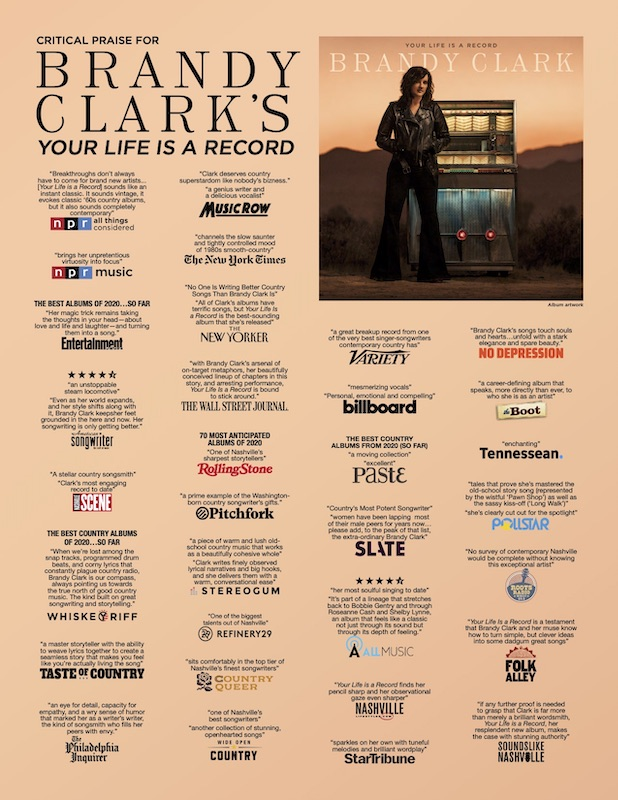 CRITICAL PRAISE FOR
BRANDY
CLARK'S
YOUR LIFE IS A RECORD
"Breakthroughs don't always
have to come for brand new artists...
[Your Life is a Record] sounds like an
instant classic. It sounds vintage, it
evokes classic '60s country albums,
but it also sounds completely
contemporary"
npr all things
considered
"brings her unpretentious
virtuosity into focus"
npr music
THE BEST ALBUMS OF 2020...SO FAR
"Her magic trick remains taking
the thoughts in your head—about
love and life and laughter—and turning
them into a song."
Entertainment
"an unstoppable
steam locomotive"
"Even as her world expands,
and her style shifts along with
it, Brandy Clark keepsher feet
grounded in the here and now. Her
songwriting is only getting better."
songwriter
"A stellar country songsmith"
"Clark's most engaging
record to date"
SCENE
THE BEST COUNTRY ALBUMS
OF 2020...SO FAR
"When we're lost among the
snap tracks, programmed drum
beats, and corny lyrics that
constantly plague country radio,
Brandy Clark is our compass,
always pointing us towards
the true north of good country
music. The kind built on great
songwriting and storytelling."
WHISKEY RIFF
"a master storyteller with the ability
to weave lyrics together to create a
seamless story that makes you feel
like you're actually living the song"
TASTE OF COUNTRY
"an eye for detail, capacity for
empathy, and a wry sense of humor
that marked her as a writer's writer,
the kind of songsmith who fills her
peers with envy."
The
Philadelphia
Inquirer
"Clark deserves country
superstardom like nobody's bizness."
"a genius writer and
a delicious vocalist"
MUSICROW
"channels the slow saunter
and tightly controlled mood
of 1980s smooth-country"
The New York Times
"No One Is Writing Better Country
Songs Than Brandy Clark Is"
"All of Clark's albums have
terrific songs, but Your Life
Is a Record is the best-sounding
album that she's released"
THE
NEW YORKER
"with Brandy Clark's arsenal of
on-target metaphors, her beautifully
conceived lineup of chapters in this
story, and arresting performance,
Your Life is a Record is bound
to stick around."
THE WALL STREET JOURNAL.
70 MOST ANTICIPATED
ALBUMS OF 2020
"One of Nashville's
sharpest storytellers"
RollingStone
"a prime example of the Washington-
born country songwriter's gifts."
Pitchfork
"a piece of warm and lush old-
school country music that works
as a beautifully cohesive whole"
"Clark writes finely observed
lyrical narratives and big hooks,
and she delivers them with a
warm, conversational ease"
STEREOGUM
"One of the biggest
talents out of Nashville"
REFINERY29
"sits comfortably in the top tier of
Nashville's finest songwriters"
COUNTRY
QUEER
"one of Nashville's
best songwriters"
"another collection of stunning,
openhearted songs"
WIDE OPEN
COUNTRY
YOUR LIFE IS A RECORD
BRANDY CLARK
Album artwork
"a great breakup record from one
of the very best singer-songwriters
contemporary country has"
VARIETY
"mesmerizing vocals"
"Personal, emotional and compelling"
billboard
THE BEST COUNTRY
ALBUMS FROM 2020 (SO FAR)
"a moving collection"
"excellent"
Paste
"Country's Most Potent Songwriter"
"women have been tapping most
of their male peers for years now...
please add, to the peak of that list,
the extra-ordinary Brandy Clark"
SLATE
"her most souful singing to date"
"It's part of a lineage that stretches
back to Bobbie Gentry and through
Roseanne Cash and Shelby Lynne,
an album that feels like a classic
not just through its sound but
through its depth of feeling."
ALLMUSIC
"Your Life is a Record finds her
pencil sharp and her observational
gaze even sharper"
NASHVILLE
"sparkles on her own with tuneful
melodies and brilliant wordplay"
StarTribune
"Brandy Clark's songs touch souls
and hearts...unfold with a stark
elegance and spare beauty."
NO DEPRESSION
"a career-defining album that
speaks, more directly than ever, to
who she is as an artist"
the Boot
"enchanting"
Tennessean.
"tales that prove she's mastered the
old-school story song (represented
by the wistful 'Pawn Shop') as well as
the sassy kiss-off ('Long Walk')"
"she's clearly cut out for the spotlight"
POLLSTAR
"No survey of contemporary Nashville
would be complete without knowing
this exceptional artist"
ROOTS
RADIO
"Your Life is a Record is a testament
that Brandy Clark and her muse know
how to turn simple, but clever ideas
into some dadgum great songs"
FOLK
ALLEY
"if any further proof is needed
to grasp that Clark is far more
than merely a brilliant wordsmith,
Your Life is a Record, her
resplendent new album, makes
the case with stunning authority"
SOUNDSLIKE
NASHVILLE